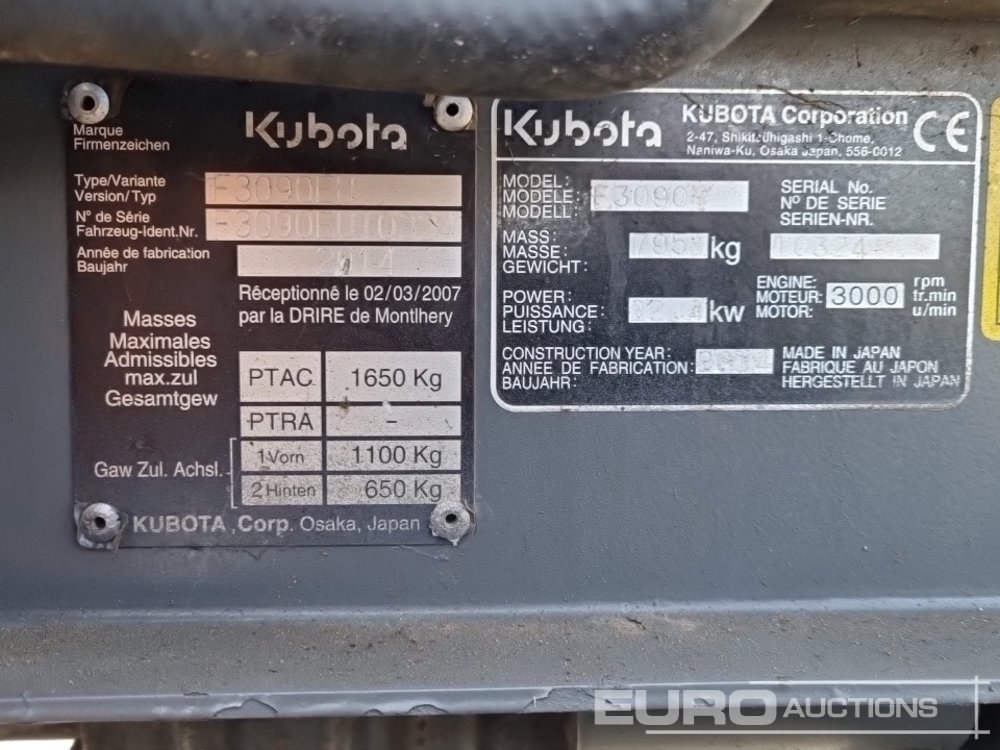 Kubota
Marque
Firmenzeichen
Type/Variante
Version/Typ
N° de Série
Fahrzeug-Ident.Nr.
Année de fabrication
Baujahr
2014
Réceptionné le 02/03/2007
par la DRIRE de Montlhery
Masses
Maximales
Admissibles
max.zul
Gesamtgew
PTAC 1650 Kg
PTRA -
Gaw Zul. Achsl.
1 Vorn 1100 Kg
2 Hinten 650 Kg
KUBOTA ,Corp. Osaka, Japan
Kubota
KUBOTA Corporation
2-47, Shikitsuhigashi 1-Chome,
Naniwa-Ku, Osaka Japan. 556-0012
CE
MODEL:
MODELE:
MODELL:
F3090
SERIAL No.
Nº DE SERIE
SERIEN-NR.
MASS:
MASSE:
GEWICHT:
795 kg
POWER:
PUISSANCE:
LEISTUNG:
kw
ENGINE:
MOTEUR:
MOTOR:
3000
rpm
tr.min
u/min
CONSTRUCTION YEAR:
ANNEE DE FABRICATION:
BAUJAHR:
MADE IN JAPAN
FABRIQUE AU JAPON
HERGESTELLT IN JAPAN
EURO AUCTIONS